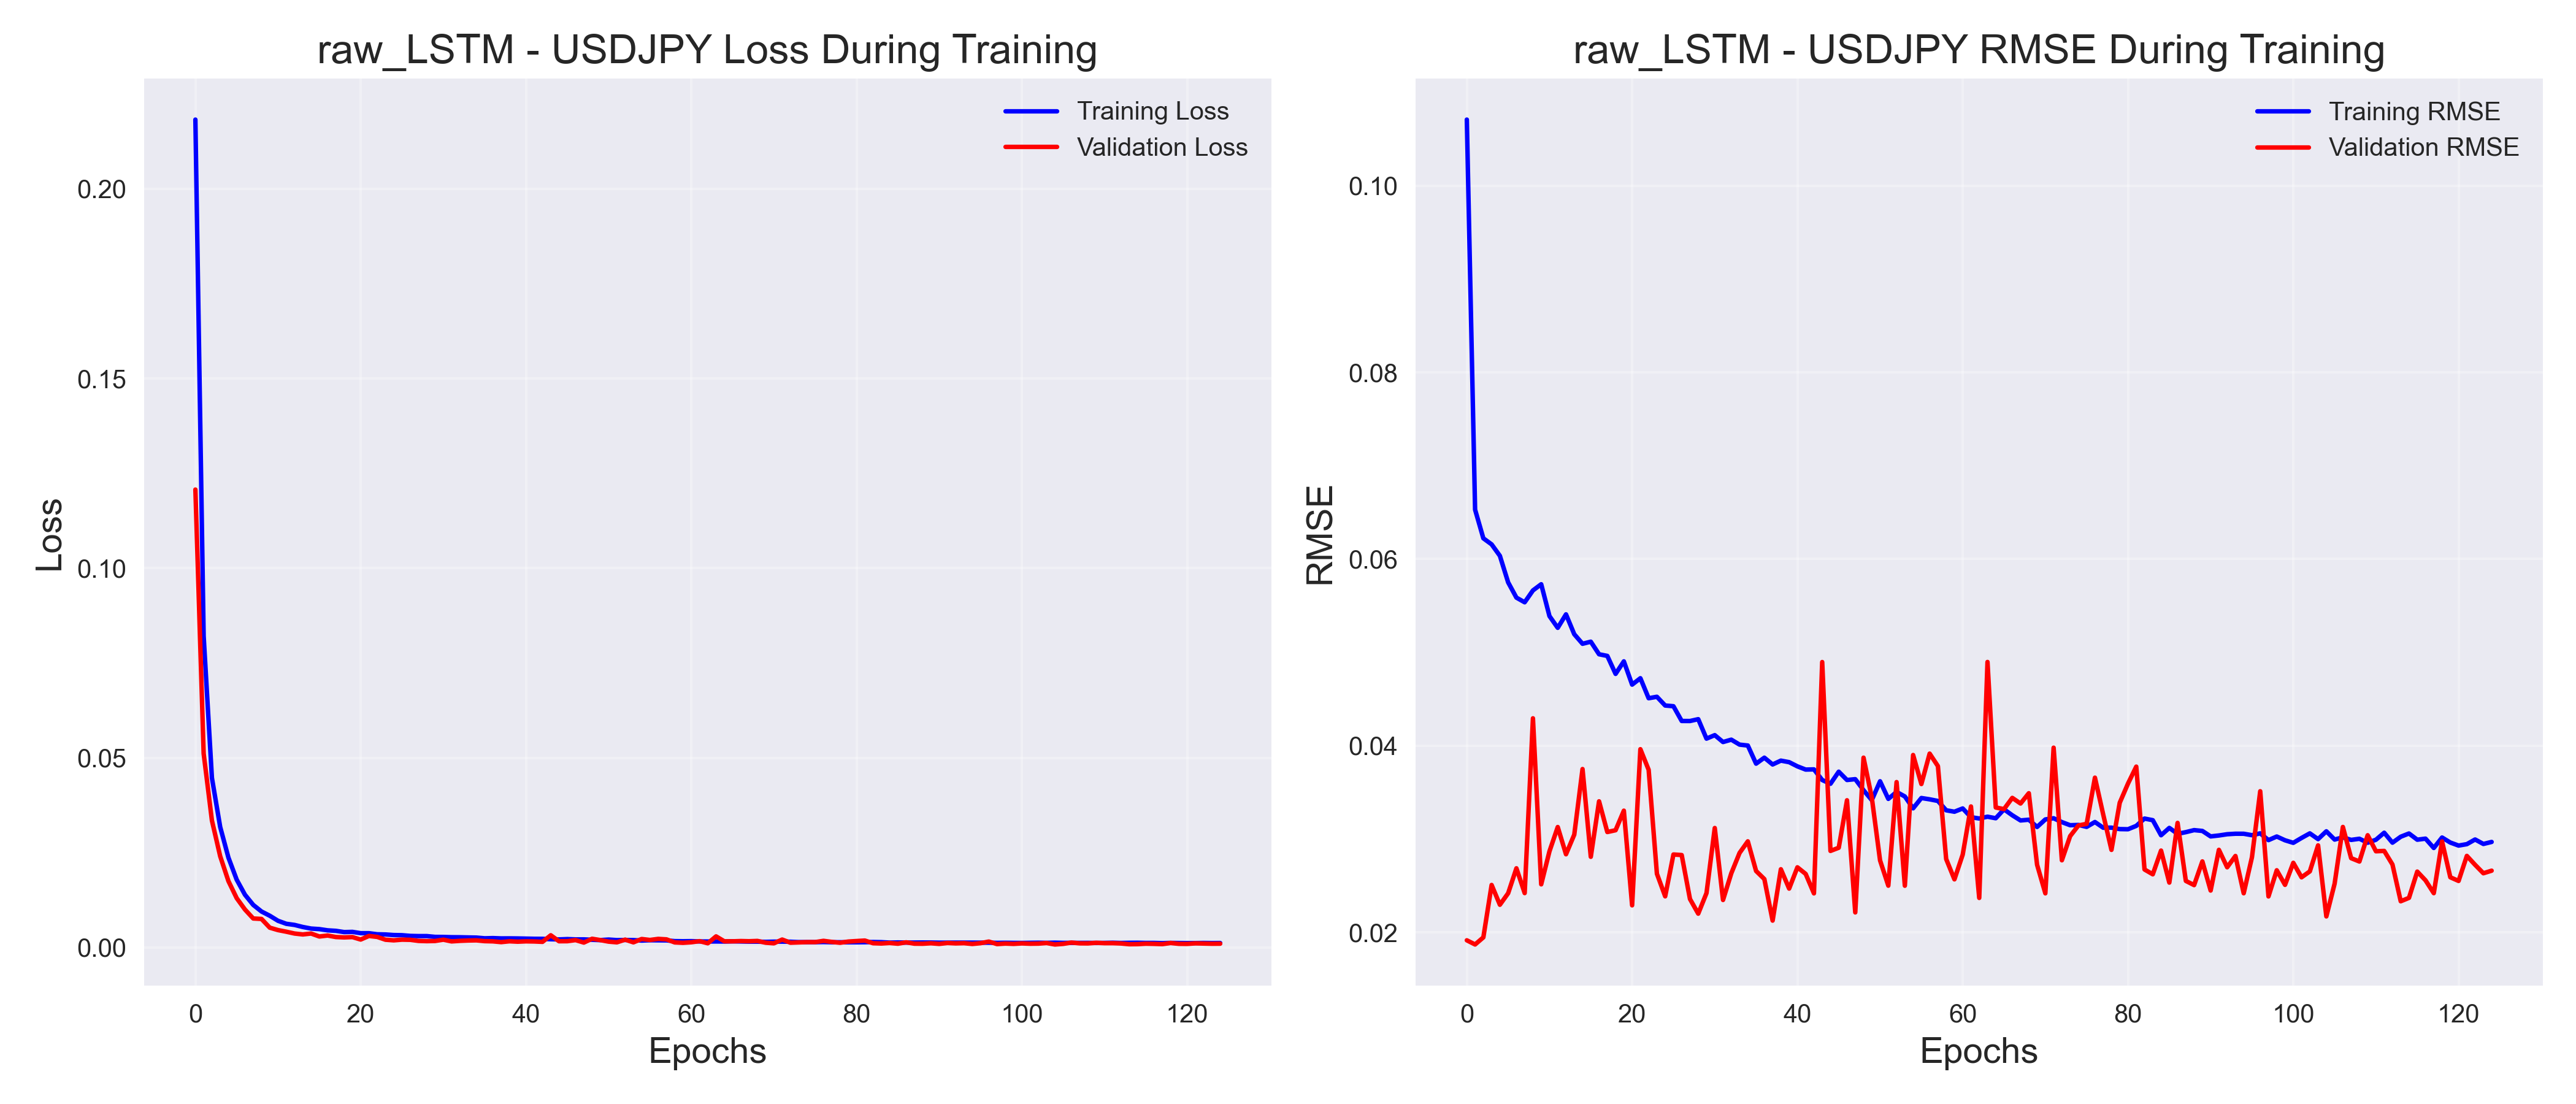 raw_LSTM - USDJPY Loss During Training
Training Loss
Validation Loss
0.20
0.15
0.10
0.05
0.00
Loss
0
20
40
60
80
100
120
Epochs
raw_LSTM - USDJPY RMSE During Training
Training RMSE
Validation RMSE
0.10
0.08
0.06
0.04
0.02
RMSE
0
20
40
60
80
100
120
Epochs